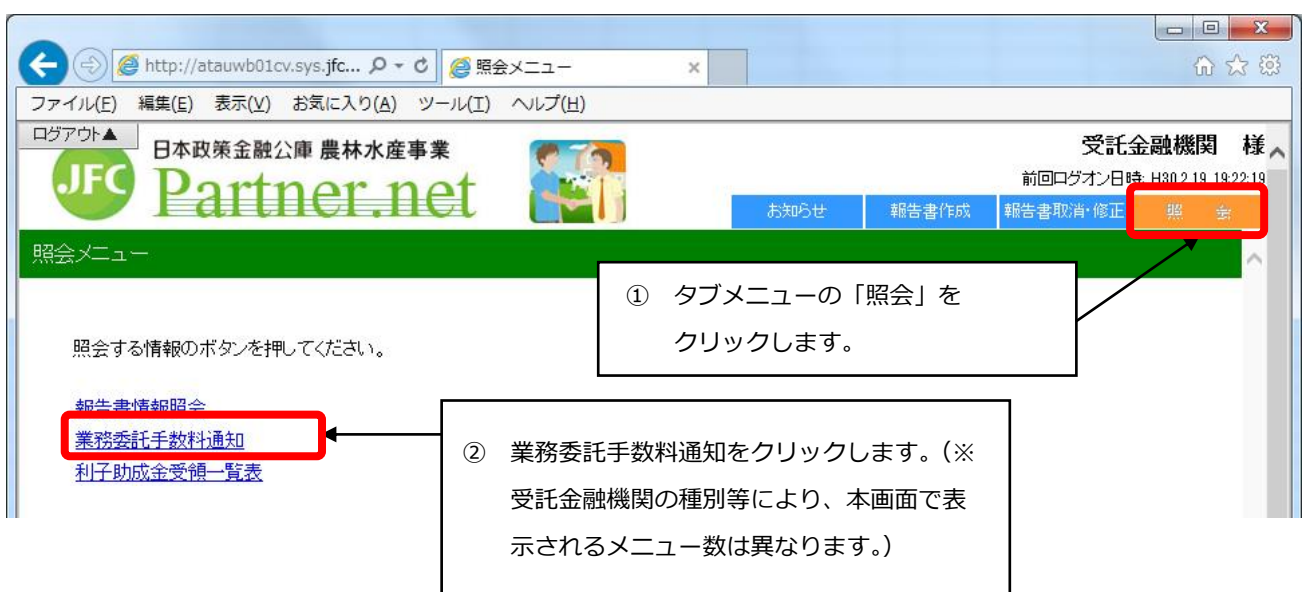 http://atauwb01cv.sys.jfc... 照会メニュー
ファイル(F) 編集(E) 表示(V) お気に入り(A) ツール(T) ヘルプ(H)
ログアウト▲
JFC
日本政策金融公庫 農林水産事業
Partner.net
受託金融機関 様
前回ログオン日時: H30.2.19 19:22:19
お知らせ 報告書作成 報告書取消・修正 照 会
照会メニュー
① タブメニューの「照会」を
クリックします。
照会する情報のボタンを押してください。
報告書情報照会
業務委託手数料通知
利子助成金受領一覧表
② 業務委託手数料通知をクリックします。(※
受託金融機関の種別等により、本画面で表
示されるメニュー数は異なります。)